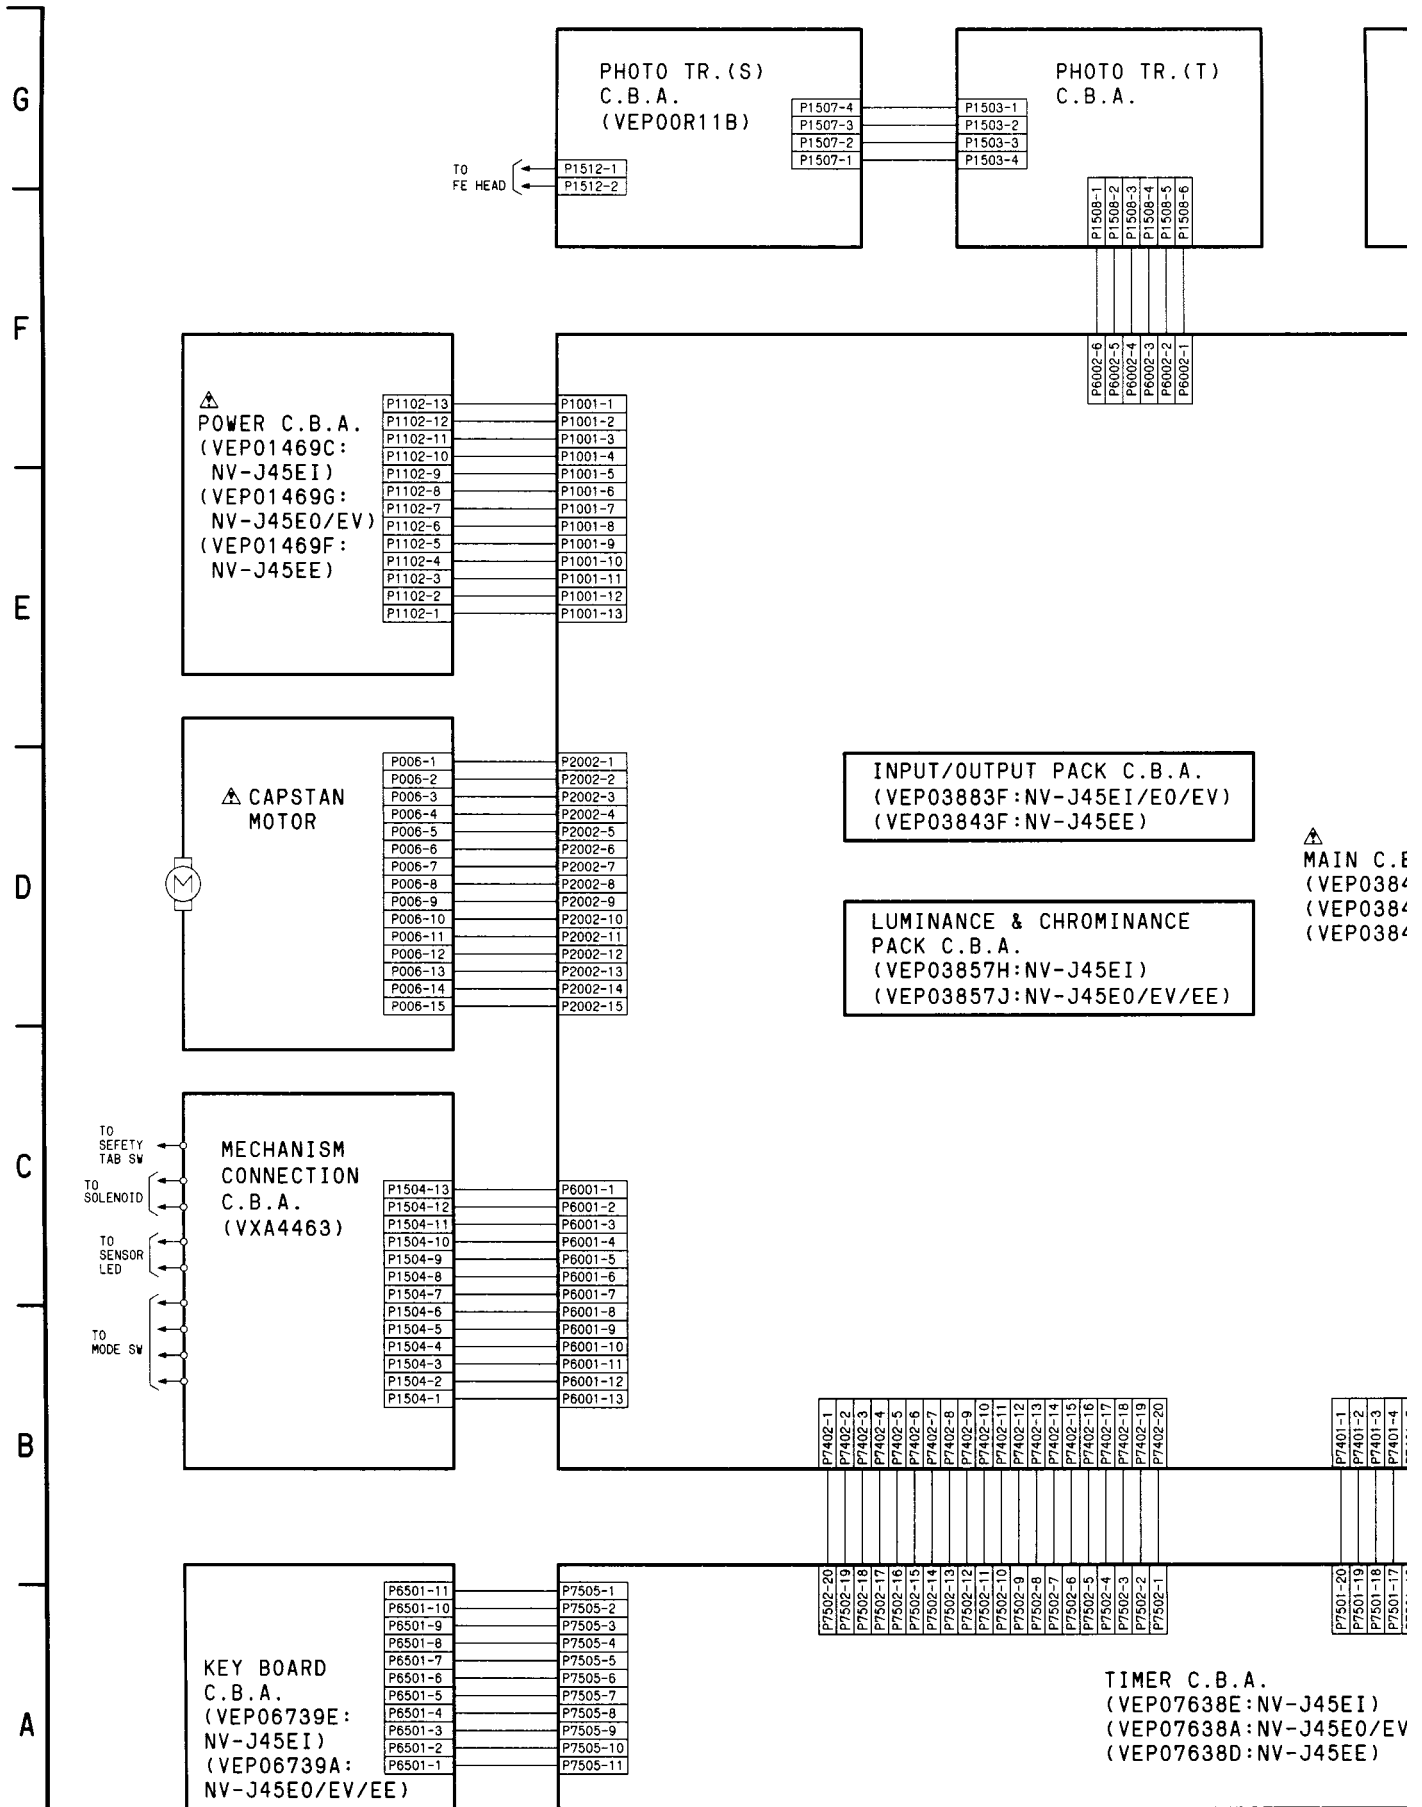 G
PHOTO TR.(S)
C.B.A.
(VEP00R11B)
P1507-4
P1507-3
P1507-2
P1507-1
PHOTO TR.(T)
C.B.A.
P1503-1
P1503-2
P1503-3
P1503-4
TO
FE HEAD
P1512-1
P1512-2
P1508-1
P1508-2
P1508-3
P1508-4
P1508-5
P1508-6
F
P6002-6
P6002-5
P6002-4
P6002-3
P6002-2
P6002-1
POWER C.B.A.
(VEP01469C:
NV-J45EI)
(VEP01469G:
NV-J45EO/EV)
(VEP01469F:
NV-J45EE)
P1102-13
P1102-12
P1102-11
P1102-10
P1102-9
P1102-8
P1102-7
P1102-6
P1102-5
P1102-4
P1102-3
P1102-2
P1102-1
P1001-1
P1001-2
P1001-3
P1001-4
P1001-5
P1001-6
P1001-7
P1001-8
P1001-9
P1001-10
P1001-11
P1001-12
P1001-13
E
CAPSTAN
MOTOR
M
P006-1
P006-2
P006-3
P006-4
P006-5
P006-6
P006-7
P006-8
P006-9
P006-10
P006-11
P006-12
P006-13
P006-14
P006-15
P2002-1
P2002-2
P2002-3
P2002-4
P2002-5
P2002-6
P2002-7
P2002-8
P2002-9
P2002-10
P2002-11
P2002-12
P2002-13
P2002-14
P2002-15
INPUT/OUTPUT PACK C.B.A.
(VEP03883F:NV-J45EI/EO/EV)
(VEP03843F:NV-J45EE)
D
MAIN C.B
(VEP0384
(VEP0384
(VEP0384
LUMINANCE & CHROMINANCE
PACK C.B.A.
(VEP03857H:NV-J45EI)
(VEP03857J:NV-J45EO/EV/EE)
C
TO
SEFETY
TAB SW
TO
SOLENOID
TO
SENSOR
LED
TO
MODE SW
MECHANISM
CONNECTION
C.B.A.
(VXA4463)
P1504-13
P1504-12
P1504-11
P1504-10
P1504-9
P1504-8
P1504-7
P1504-6
P1504-5
P1504-4
P1504-3
P1504-2
P1504-1
P6001-1
P6001-2
P6001-3
P6001-4
P6001-5
P6001-6
P6001-7
P6001-8
P6001-9
P6001-10
P6001-11
P6001-12
P6001-13
B
P7402-1
P7402-2
P7402-3
P7402-4
P7402-5
P7402-6
P7402-7
P7402-8
P7402-9
P7402-10
P7402-11
P7402-12
P7402-13
P7402-14
P7402-15
P7402-16
P7402-17
P7402-18
P7402-19
P7402-20
P7401-1
P7401-2
P7401-3
P7401-4
P7502-20
P7502-19
P7502-18
P7502-17
P7502-16
P7502-15
P7502-14
P7502-13
P7502-12
P7502-11
P7502-10
P7502-9
P7502-8
P7502-7
P7502-6
P7502-5
P7502-4
P7502-3
P7502-2
P7502-1
P7501-20
P7501-19
P7501-18
P7501-17
A
KEY BOARD
C.B.A.
(VEP06739E:
NV-J45EI)
(VEP06739A:
NV-J45EO/EV/EE)
P6501-11
P6501-10
P6501-9
P6501-8
P6501-7
P6501-6
P6501-5
P6501-4
P6501-3
P6501-2
P6501-1
P7505-1
P7505-2
P7505-3
P7505-4
P7505-5
P7505-6
P7505-7
P7505-8
P7505-9
P7505-10
P7505-11
TIMER C.B.A.
(VEP07638E:NV-J45EI)
(VEP07638A:NV-J45EO/EV
(VEP07638D:NV-J45EE)